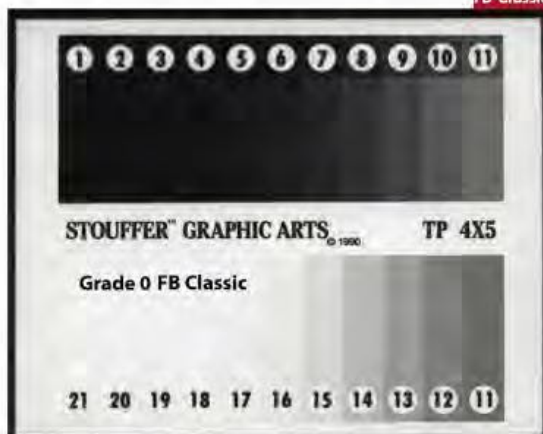 FB Classic
1 2 3 4 5 6 7 8 9 10 11
STOUFFER™ GRAPHIC ARTS © 1990 TP 4X5
Grade 0 FB Classic
21 20 19 18 17 16 15 14 13 12 11